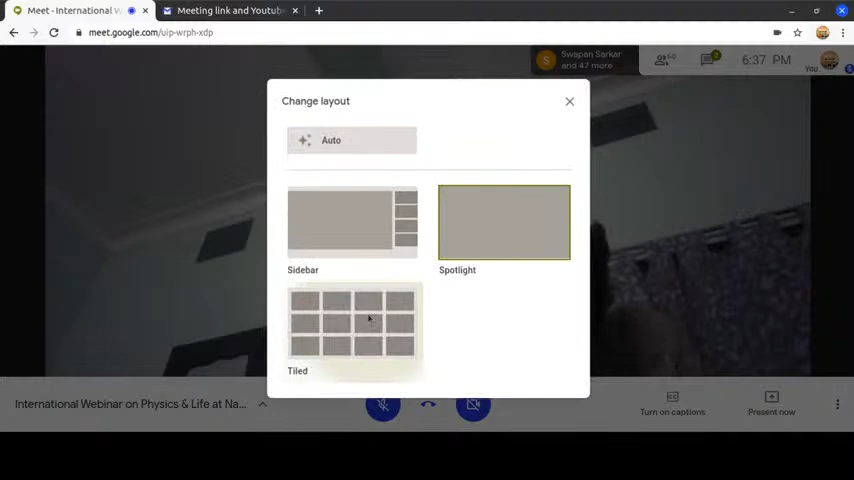 Meet - International W
Meeting link and Youtub
meet.google.com/uip-wrph-xdp
S
Swapan Sarkar
and 47 more
60
6:37 PM
You
Change layout
Auto
Sidebar
Spotlight
Tiled
International Webinar on Physics & Life at Na...
Turn on captions
Present now